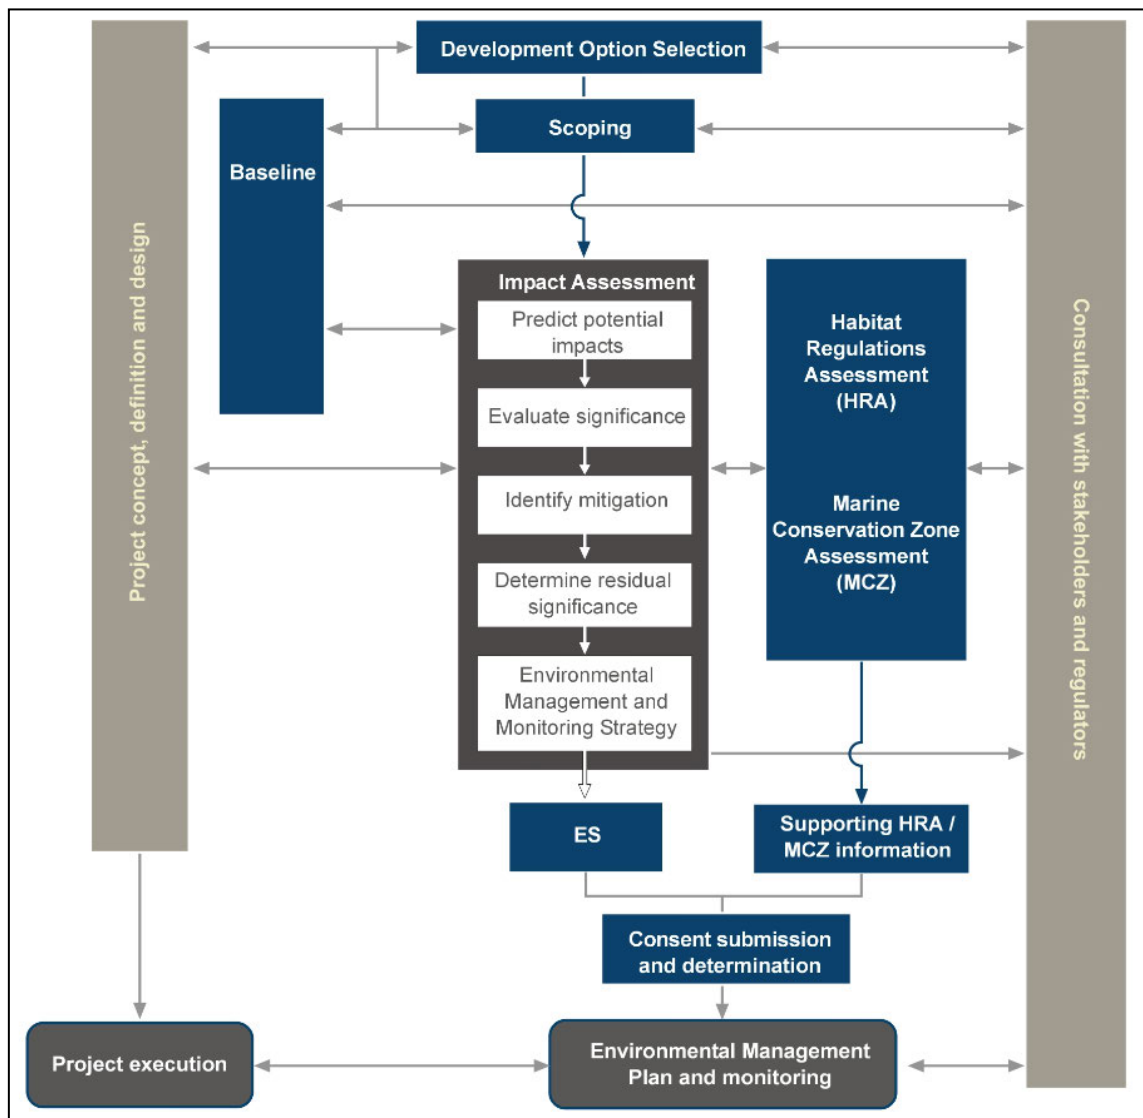 Development Option Selection
Scoping
Baseline
Project concept, definition and design
Consultation with stakeholders and regulators
Impact Assessment
Predict potential
impacts
Evaluate significance
Identify mitigation
Determine residual
significance
Environmental
Management and
Monitoring Strategy
Habitat
Regulations
Assessment
(HRA)
Marine
Conservation Zone
Assessment
(MCZ)
ES
Supporting HRA /
MCZ information
Consent submission
and determination
Project execution
Environmental Management
Plan and monitoring